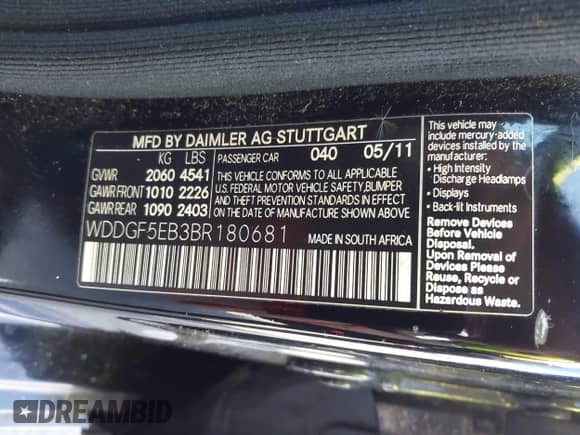 MFD BY DAIMLER AG STUTTGART
KG LBS PASSENGER CAR 040 05/11
GVWR 2060 4541
GAWR FRONT 1010 2226
GAWR REAR 1090 2403
THIS VEHICLE CONFORMS TO ALL APPLICABLE
U.S. FEDERAL MOTOR VEHICLE SAFETY, BUMPER
AND THEFT PREVENTION STANDARDS IN EFFECT
ON THE DATE OF MANUFACTURE SHOWN ABOVE.
WDDGF5EB3BR180681 MADE IN SOUTH AFRICA
This vehicle may include
mercury-added
devices installed by the
manufacturer:
• High Intensity
Discharge Headlamps
• Displays
• Back-lit Instruments
Remove Devices
Before Vehicle
Disposal.
Upon Removal of
Devices Please
Reuse, Recycle or
Dispose as
Hazardous Waste.
DREAMBID